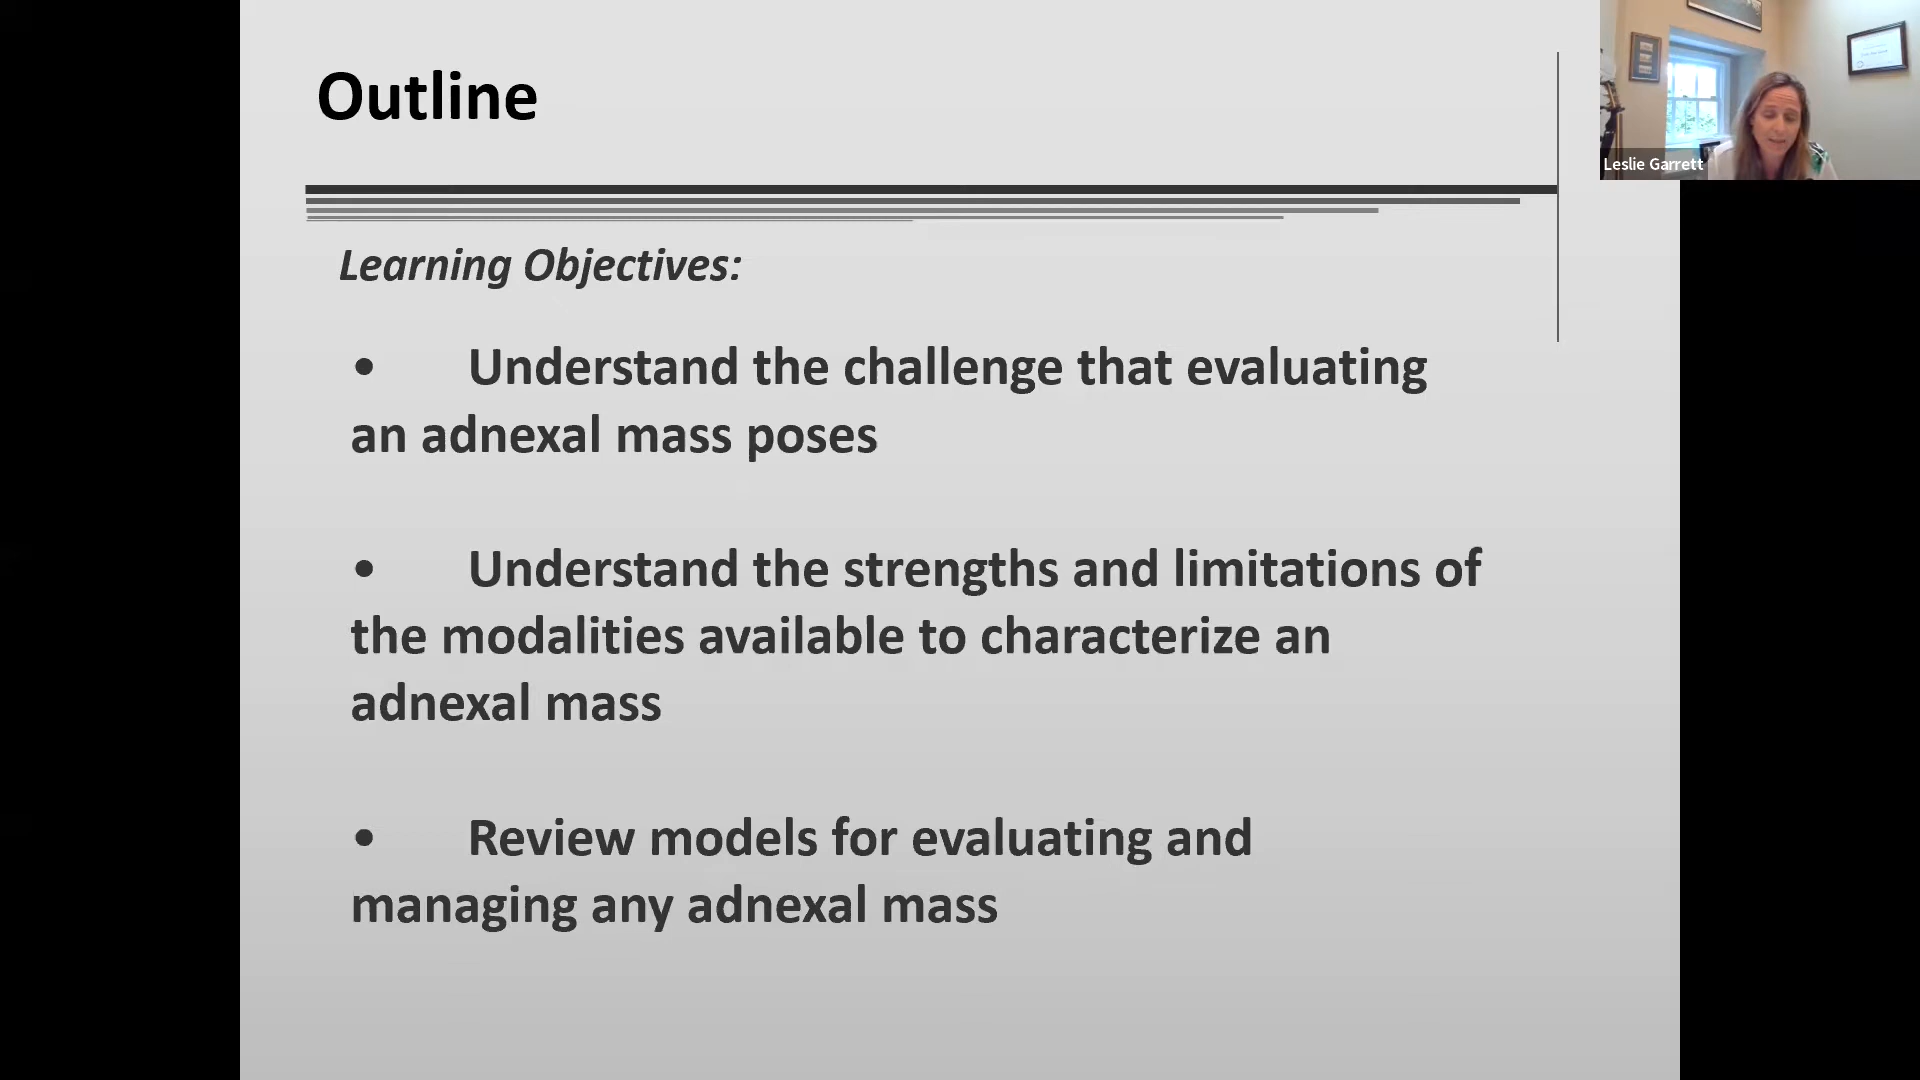 Outline
Leslie Garrett
Learning Objectives:
• Understand the challenge that evaluating
an adnexal mass poses
• Understand the strengths and limitations of
the modalities available to characterize an
adnexal mass
• Review models for evaluating and
managing any adnexal mass